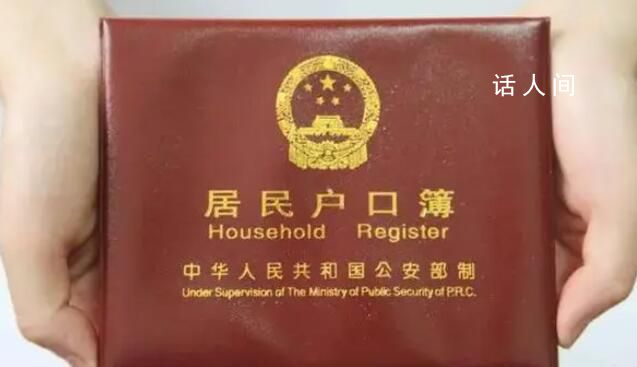 话人间
居民户口簿
Household Register
中华人民共和国公安部制
Under Supervision of The Ministry of Public Security of P.R.C.